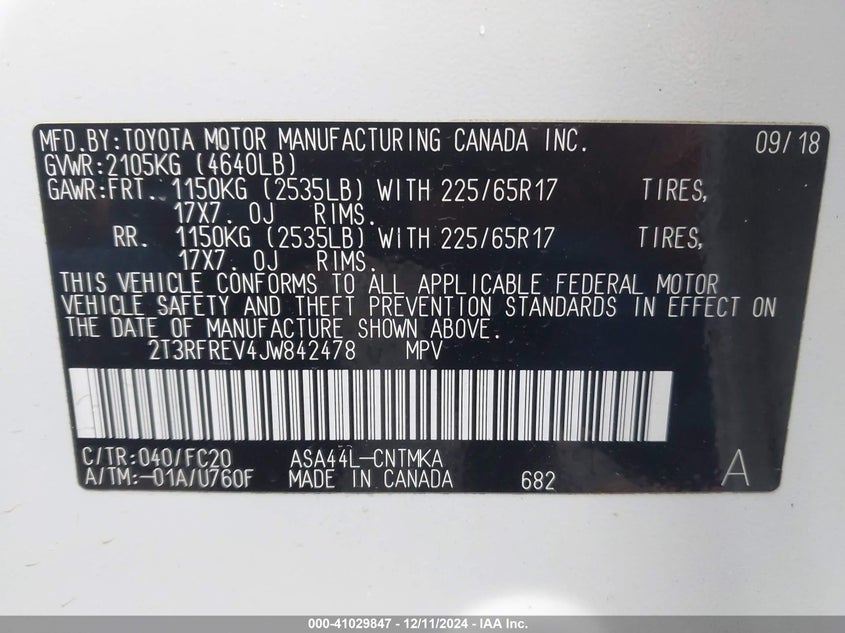 MFD.BY:TOYOTA MOTOR MANUFACTURING CANADA INC. 09/18
GVWR:2105KG (4640LB)
GAWR:FRT. 1150KG (2535LB) WITH 225/65R17 TIRES,
17X7.0J RIMS.
RR. 1150KG (2535LB) WITH 225/65R17 TIRES,
17X7.0J RIMS.
THIS VEHICLE CONFORMS TO ALL APPLICABLE FEDERAL MOTOR
VEHICLE SAFETY AND THEFT PREVENTION STANDARDS IN EFFECT ON
THE DATE OF MANUFACTURE SHOWN ABOVE.
2T3RFREV4JW842478 MPV
C/TR:040/FC20 ASA44L-CNTMKA
A/TM:-01A/U760F MADE IN CANADA 682 A
000-41029847 - 12/11/2024 - IAA Inc.